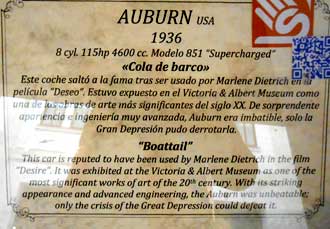 AUBURN USA
1936
8 cyl. 115hp 4600 cc. Modelo 851 "Supercharged"
«Cola de barco»
Este coche saltó a la fama tras ser usado por Marlene Dietrich en la
película "Deseo". Estuvo expuesto en el Victoria & Albert Museum como
una de las obras de arte más significantes del siglo XX. De sorprendente
apariencia e ingeniería muy avanzada, Auburn era imbatible, solo la
Gran Depresión pudo derrotarla.
"Boattail"
This car is reputed to have been used by Marlene Dietrich in the film
"Desire". It was exhibited at the Victoria & Albert Museum as one of the
most significant works of art of the 20th century. With its striking
appearance and advanced engineering, the Auburn was unbeatable;
only the crisis of the Great Depression could defeat it.